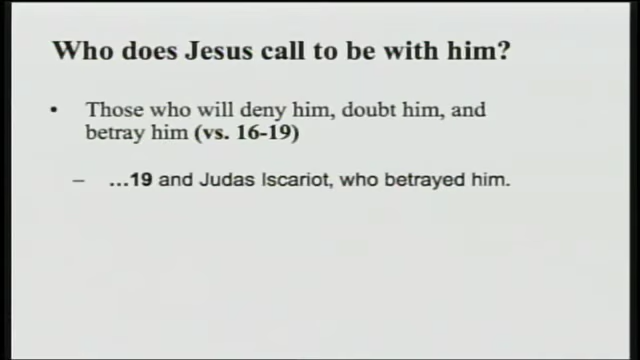 Who does Jesus call to be with him?
• Those who will deny him, doubt him, and
betray him (vs. 16-19)
– ...19 and Judas Iscariot, who betrayed him.